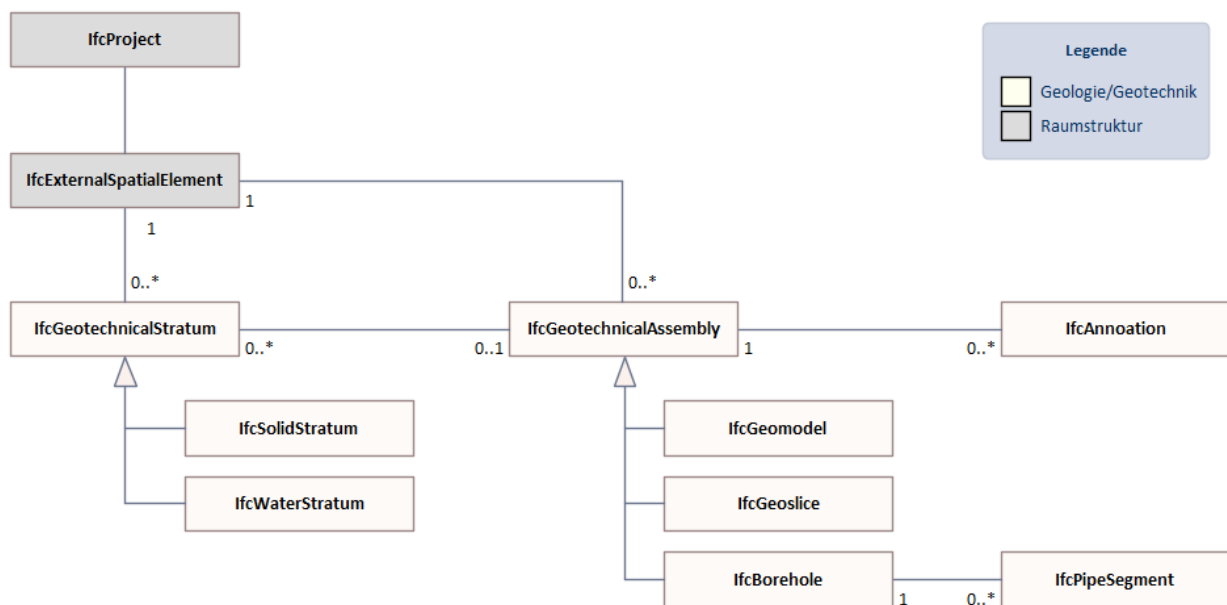 IfcProject
Legende
Geologie/Geotechnik
Raumstruktur
IfcExternalSpatialElement
1
1
0..*
0..*
IfcGeotechnicalStratum
IfcGeotechnicalAssembly
IfcAnnoation
0..*
0..1
1
0..*
IfcSolidStratum
IfcGeomodel
IfcWaterStratum
IfcGeoslice
IfcBorehole
IfcPipeSegment
1
0..*